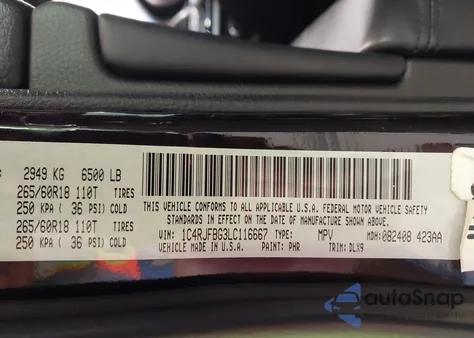 2949 KG 6500 LB
265/60R18 110T TIRES
250 KPA ( 36 PSI) COLD
265/60R18 110T TIRES
250 KPA ( 36 PSI) COLD
THIS VEHICLE CONFORMS TO ALL APPLICABLE U.S.A. FEDERAL MOTOR VEHICLE
STANDARDS IN EFFECT ON THE DATE OF MANUFACTURE SHOWN ABOVE.
VIN: 1C4RJFBG3LC116667 TYPE: MPV MDH: 082408 423AA
VEHICLE MADE IN U.S.A. PAINT: PHR TRIM: DLX9
autoSnap